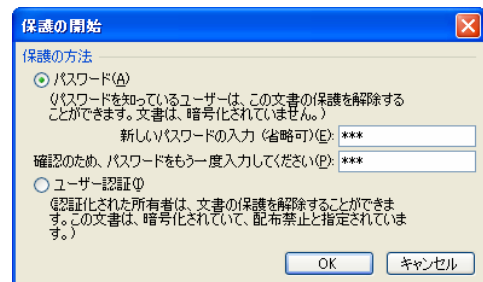 保護の開始
保護の方法
パスワード(A)
(パスワードを知っているユーザーは、この文書の保護を解除する
ことができます。文書は、暗号化されていません。)
新しいパスワードの入力 (省略可)(E): ***
確認のため、パスワードをもう一度入力してください(P): ***
ユーザー認証(I)
(認証化された所有者は、文書の保護を解除することができま
す。この文書は、暗号化されていて、配布禁止と指定されていま
す。)
OK キャンセル